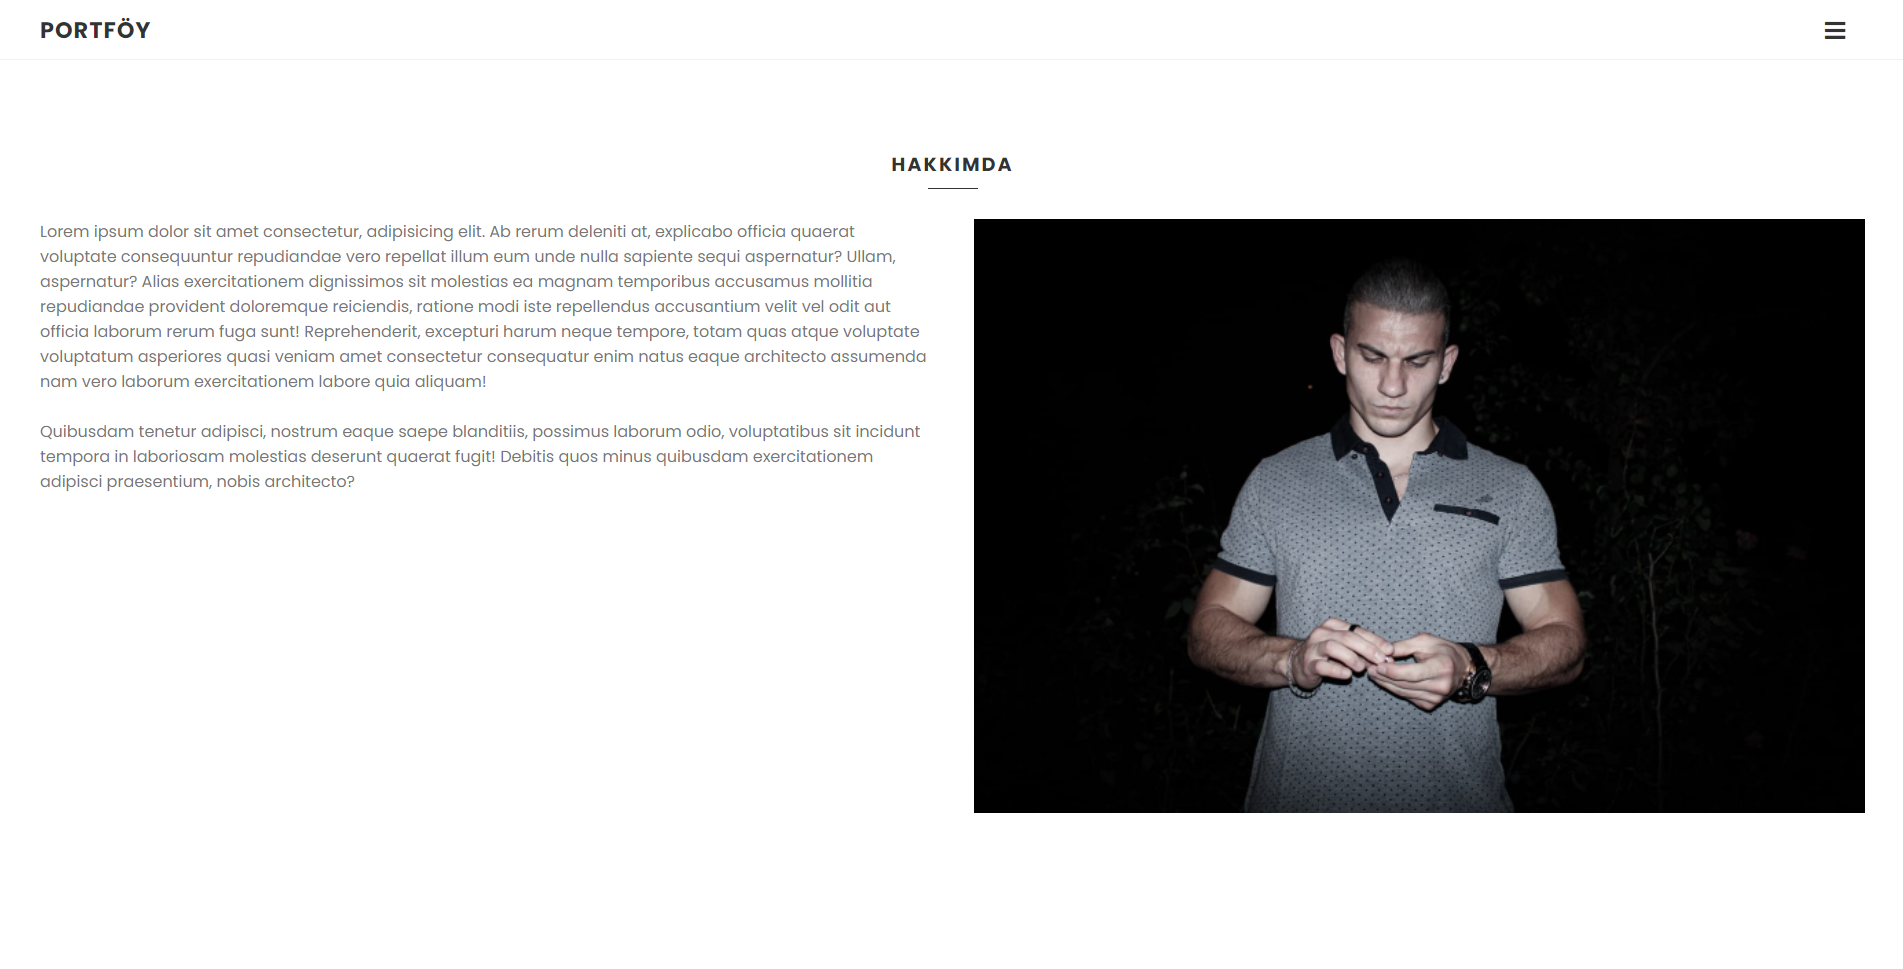 PORTFÖY
HAKKIMDA
Lorem ipsum dolor sit amet consectetur, adipisicing elit. Ab rerum deleniti at, explicabo officia quaerat
voluptate consequuntur repudiandae vero repellat illum eum unde nulla sapiente sequi aspernatur? Ullam,
aspernatur? Alias exercitationem dignissimos sit molestias ea magnam temporibus accusamus mollitia
repudiandae provident doloremque reiciendis, ratione modi iste repellendus accusantium velit vel odit aut
officia laborum rerum fuga sunt! Reprehenderit, excepturi harum neque tempore, totam quas atque voluptate
voluptatum asperiores quasi veniam amet consectetur consequatur enim natus eaque architecto assumenda
nam vero laborum exercitationem labore quia aliquam!
Quibusdam tenetur adipisci, nostrum eaque saepe blanditiis, possimus laborum odio, voluptatibus sit incidunt
tempora in laboriosam molestias deserunt quaerat fugit! Debitis quos minus quibusdam exercitationem
adipisci praesentium, nobis architecto?